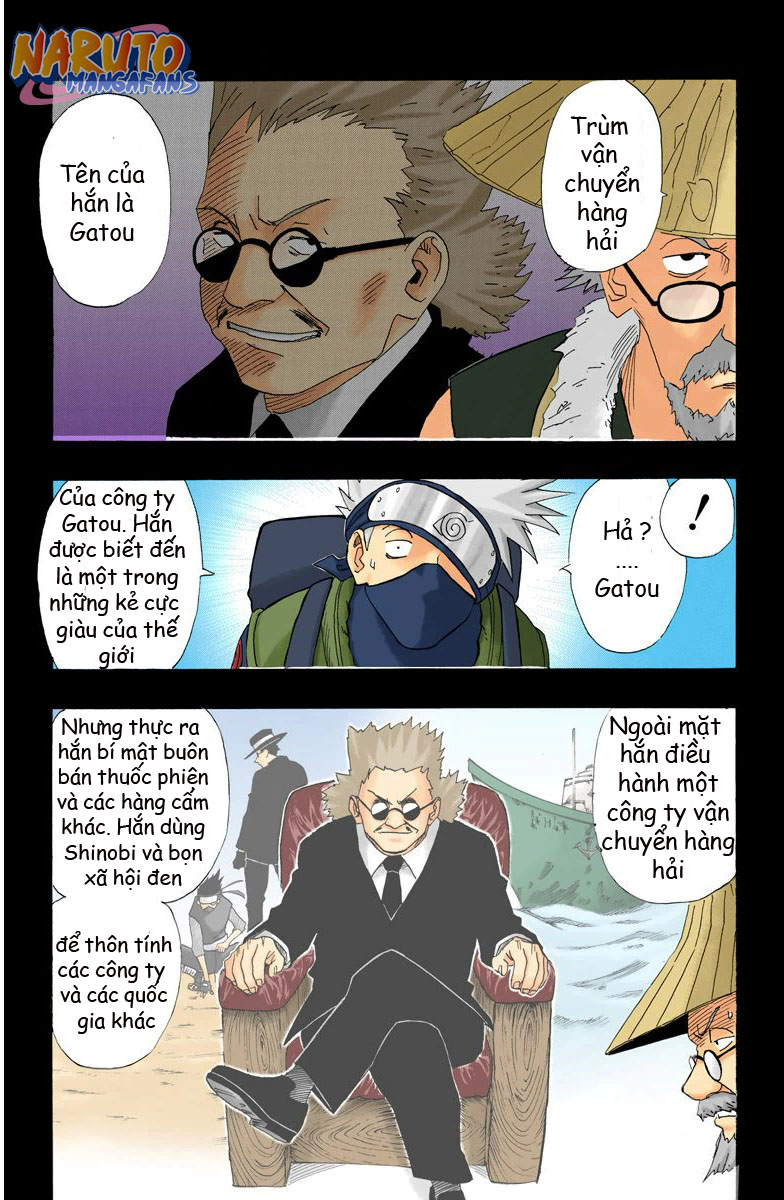 NARUTO
MANGAFANS
Trùm
vận
chuyển
hàng
hải
Tên của
hắn là
Gatou
!
Hả ?
....
Gatou
Của công ty
Gatou. Hắn
được biết đến
là một trong
những kẻ cực
giàu của thế
giới
Ngoài mặt
hắn điều
hành một
công ty vận
chuyển hàng
hải
Nhưng thực ra
hắn bí mật buôn
bán thuốc phiên
và các hàng cấm
khác. Hắn dùng
Shinobi và bọn
xã hội đen
để thôn tính
các công ty
và các quốc
gia khác